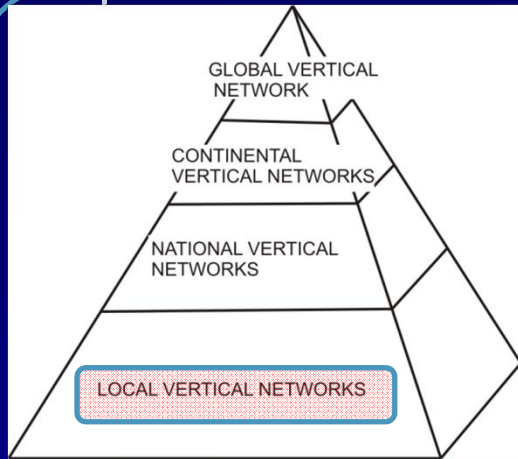 GLOBAL VERTICAL
NETWORK
CONTINENTAL
VERTICAL NETWORKS
NATIONAL VERTICAL
NETWORKS
LOCAL VERTICAL NETWORKS